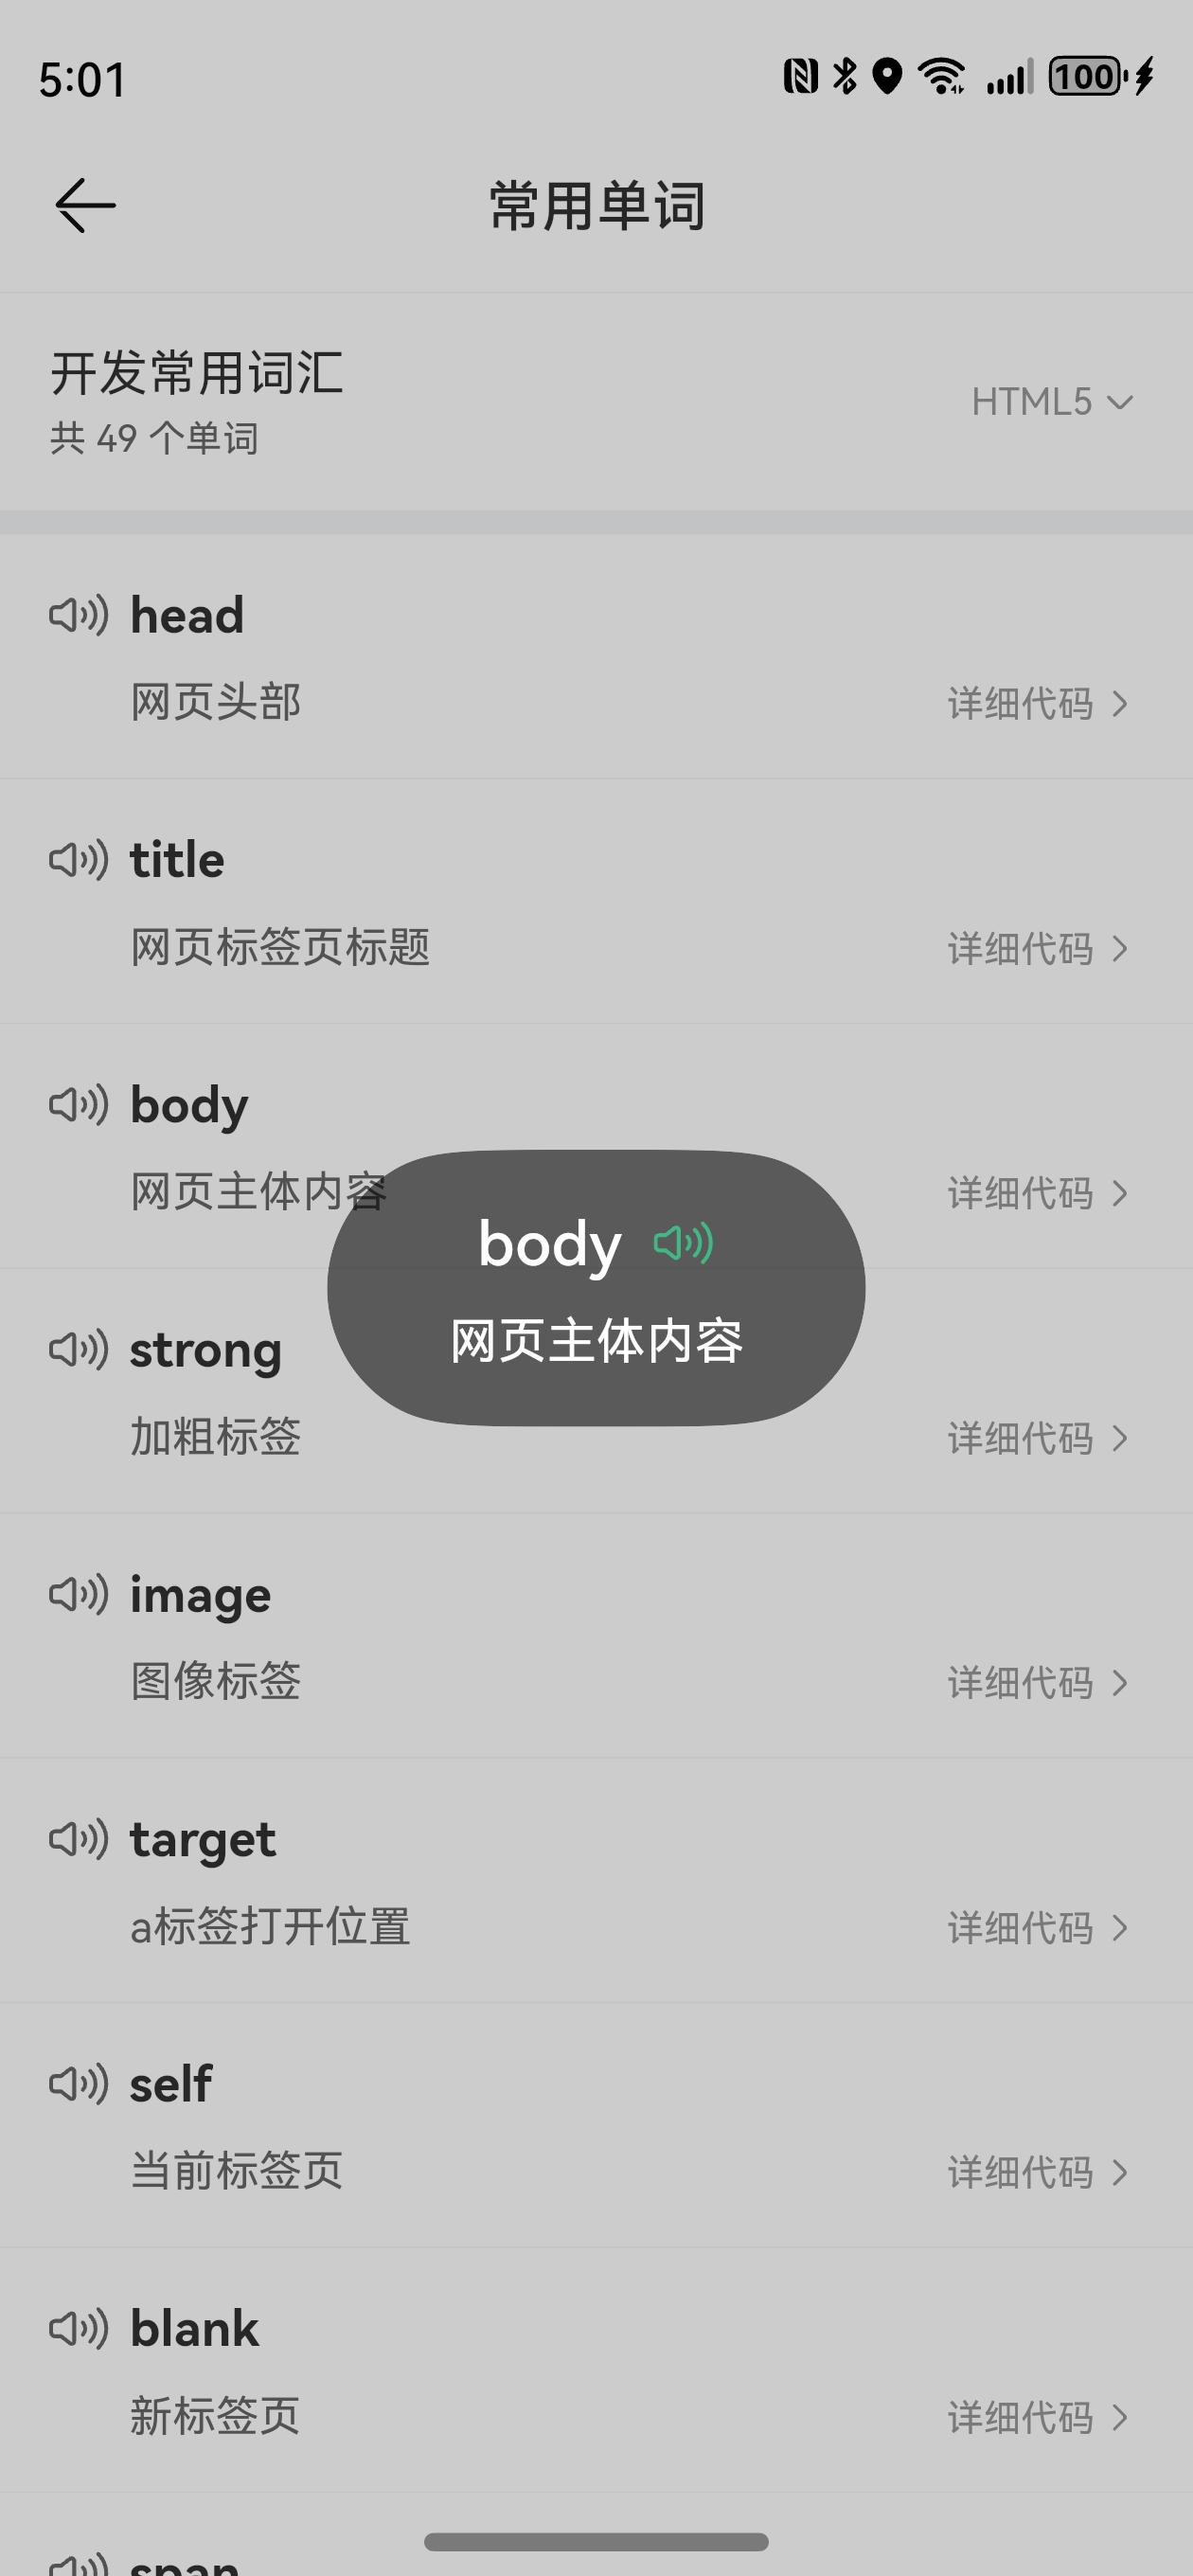 5:01
100
常用单词
开发常用词汇
HTML5
共 49 个单词
head
网页头部
详细代码
title
网页标签页标题
详细代码
body
网页主体内容
详细代码
body
网页主体内容
strong
加粗标签
详细代码
image
图像标签
详细代码
target
a标签打开位置
详细代码
self
当前标签页
详细代码
blank
新标签页
详细代码
span